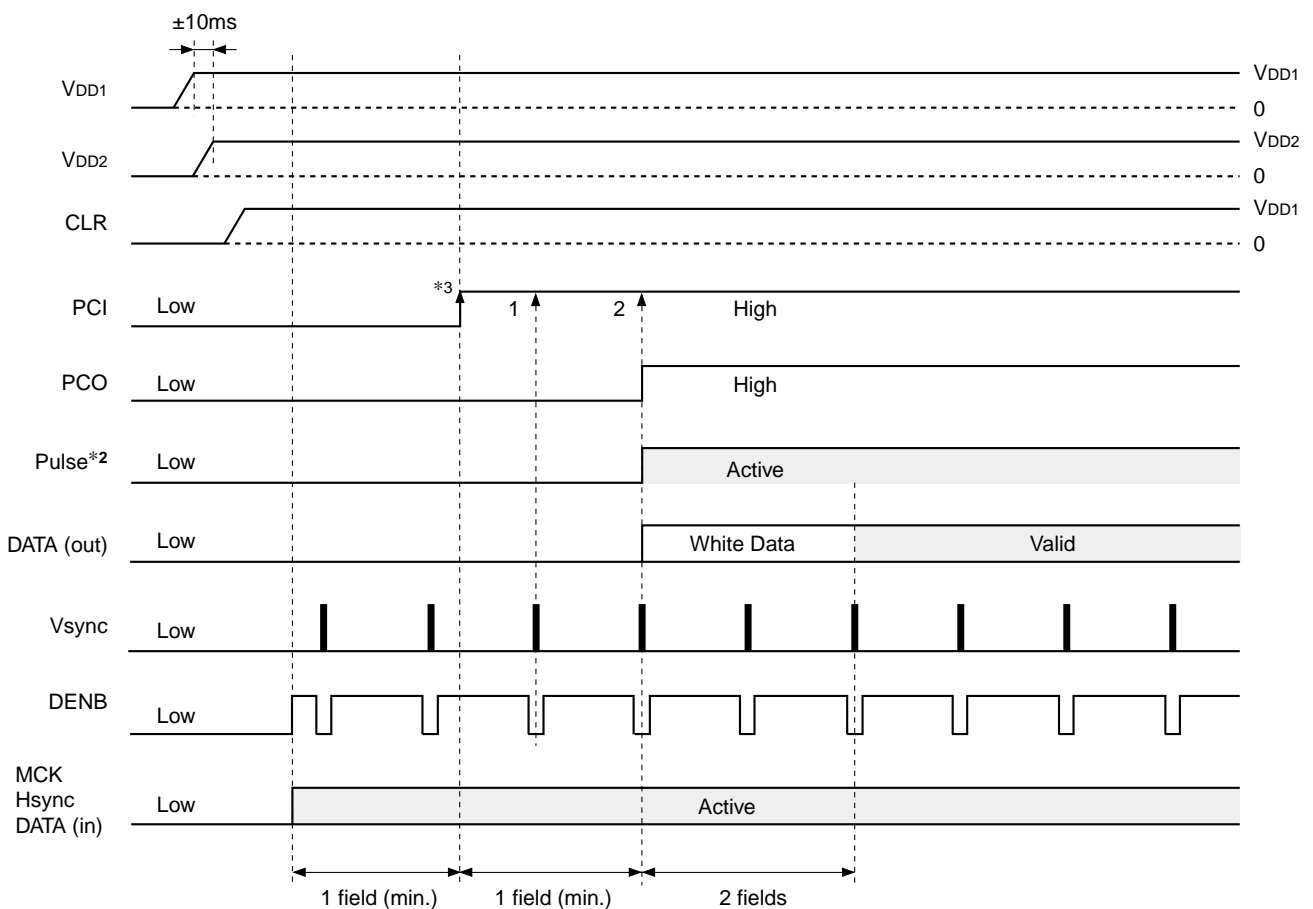 ±10ms
VDD1
VDD1
0
VDD2
VDD2
0
CLR
VDD1
0
PCI
Low
*3
1
2
High
PCO
Low
High
Pulse*2
Low
Active
DATA (out)
Low
White Data
Valid
Vsync
Low
DENB
Low
MCK
Hsync
DATA (in)
Low
Active
1 field (min.)
1 field (min.)
2 fields